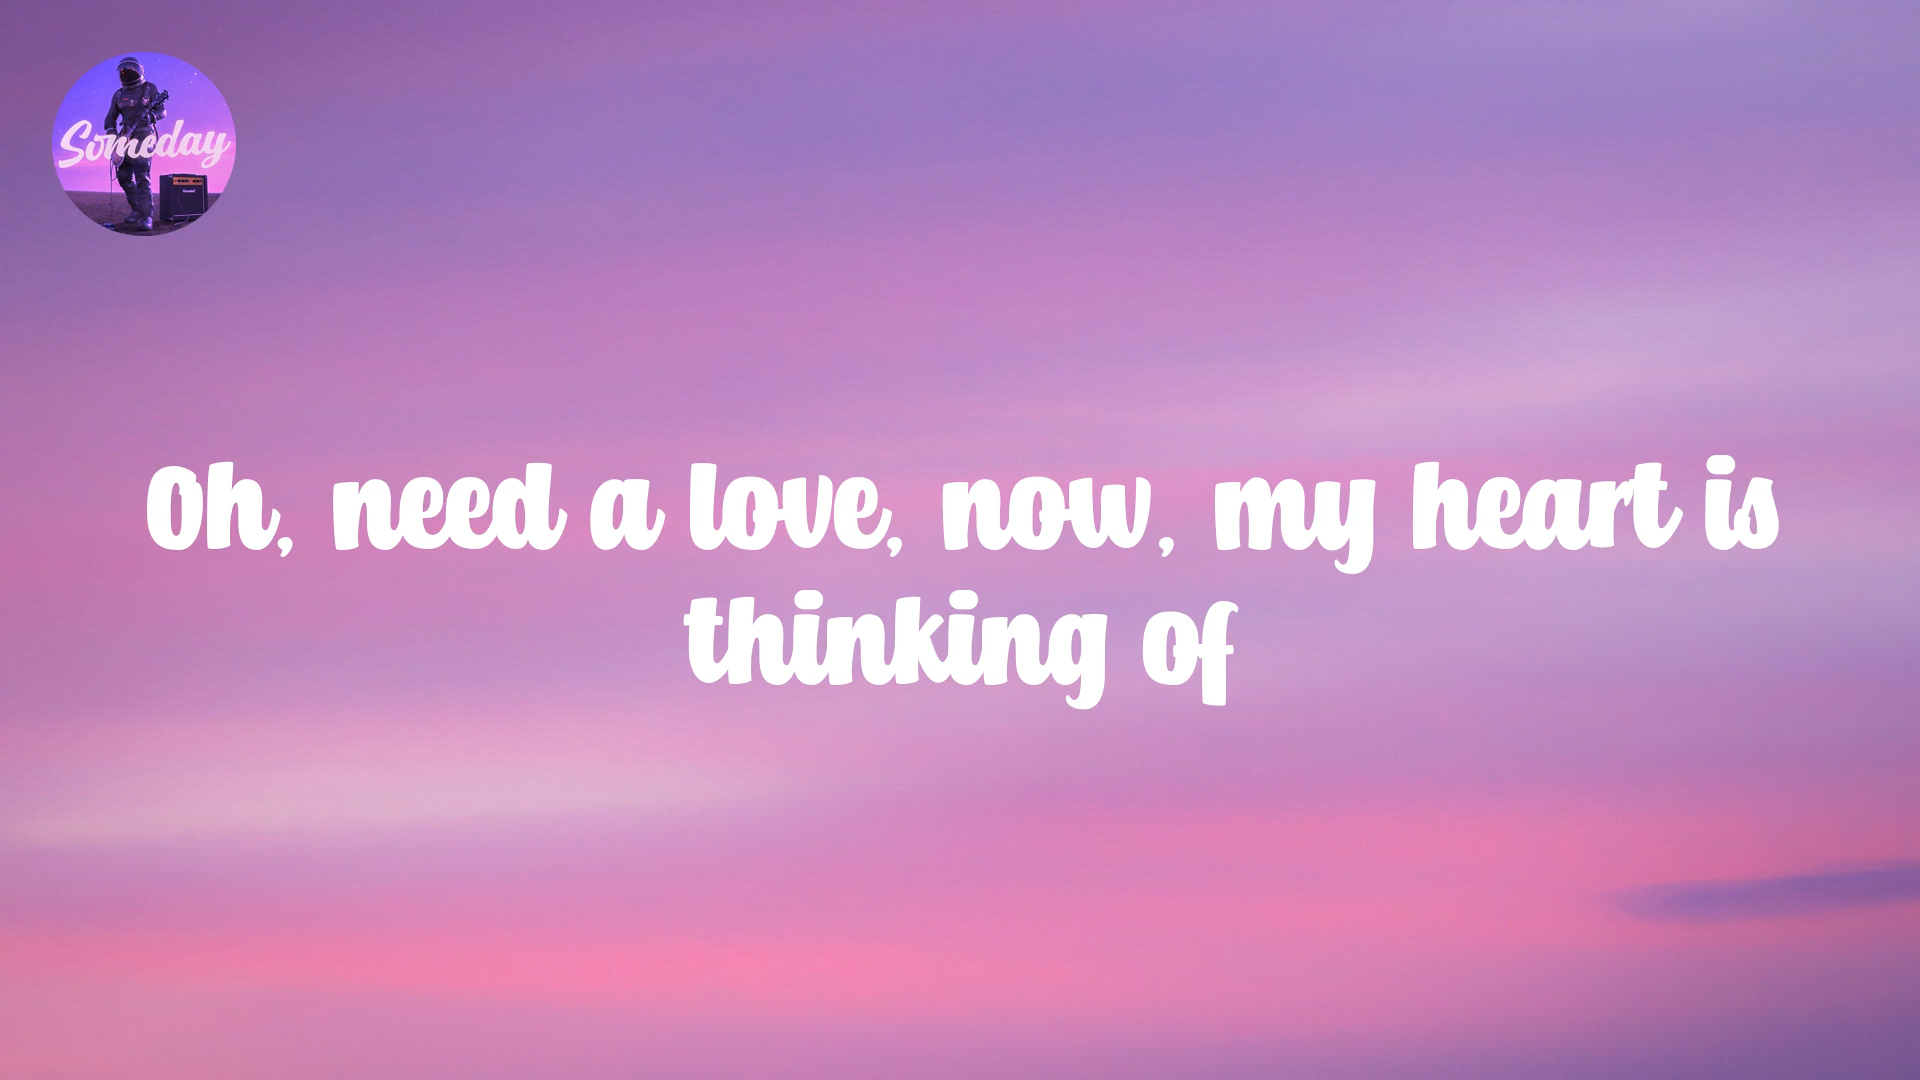 Someday
Oh, need a love, now, my heart is
thinking of